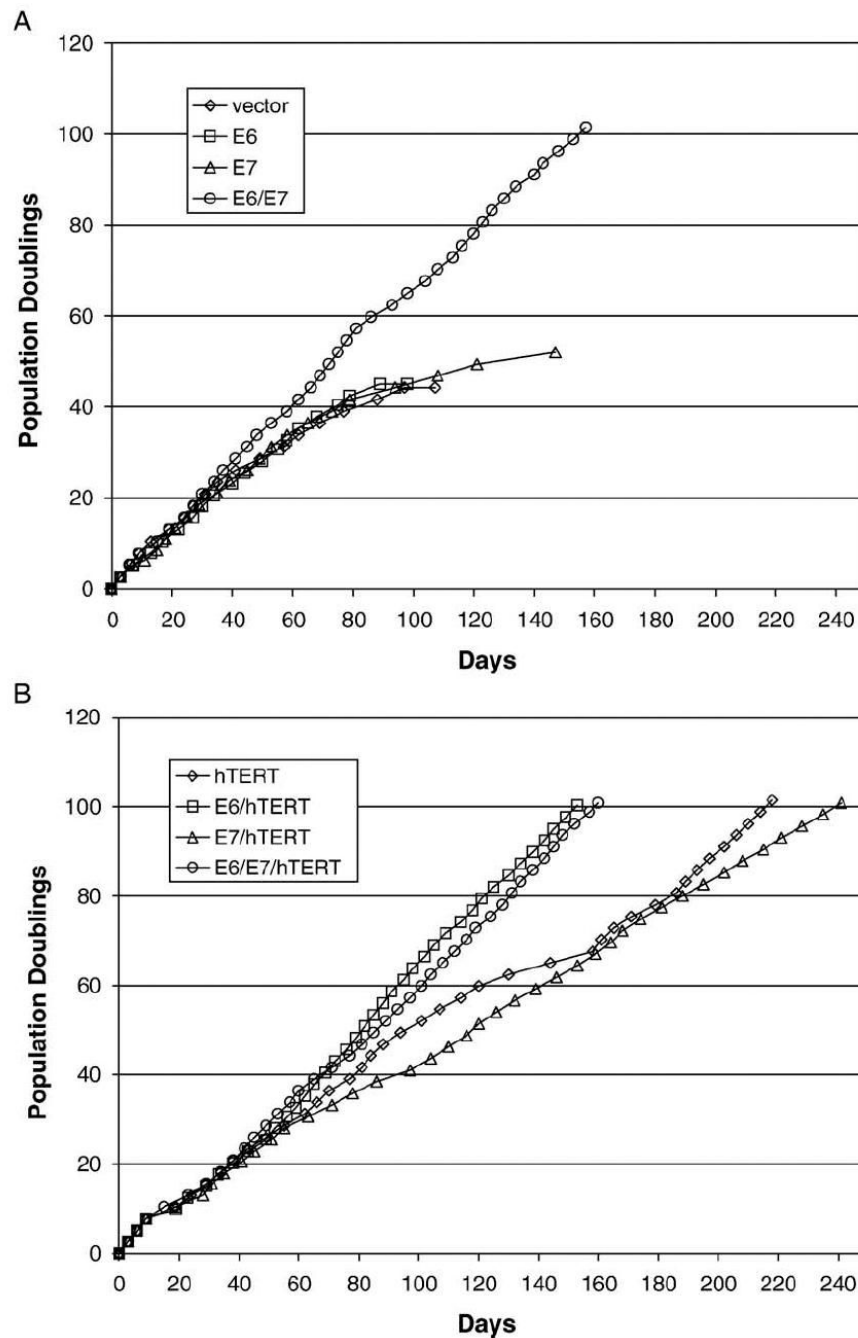 A
120
100
80
60
40
20
0
vector
E6
E7
E6/E7
Population Doublings
0 20 40 60 80 100 120 140 160 180 200 220 240
Days
B
120
100
80
60
40
20
0
hTERT
E6/hTERT
E7/hTERT
E6/E7/hTERT
Population Doublings
0 20 40 60 80 100 120 140 160 180 200 220 240
Days